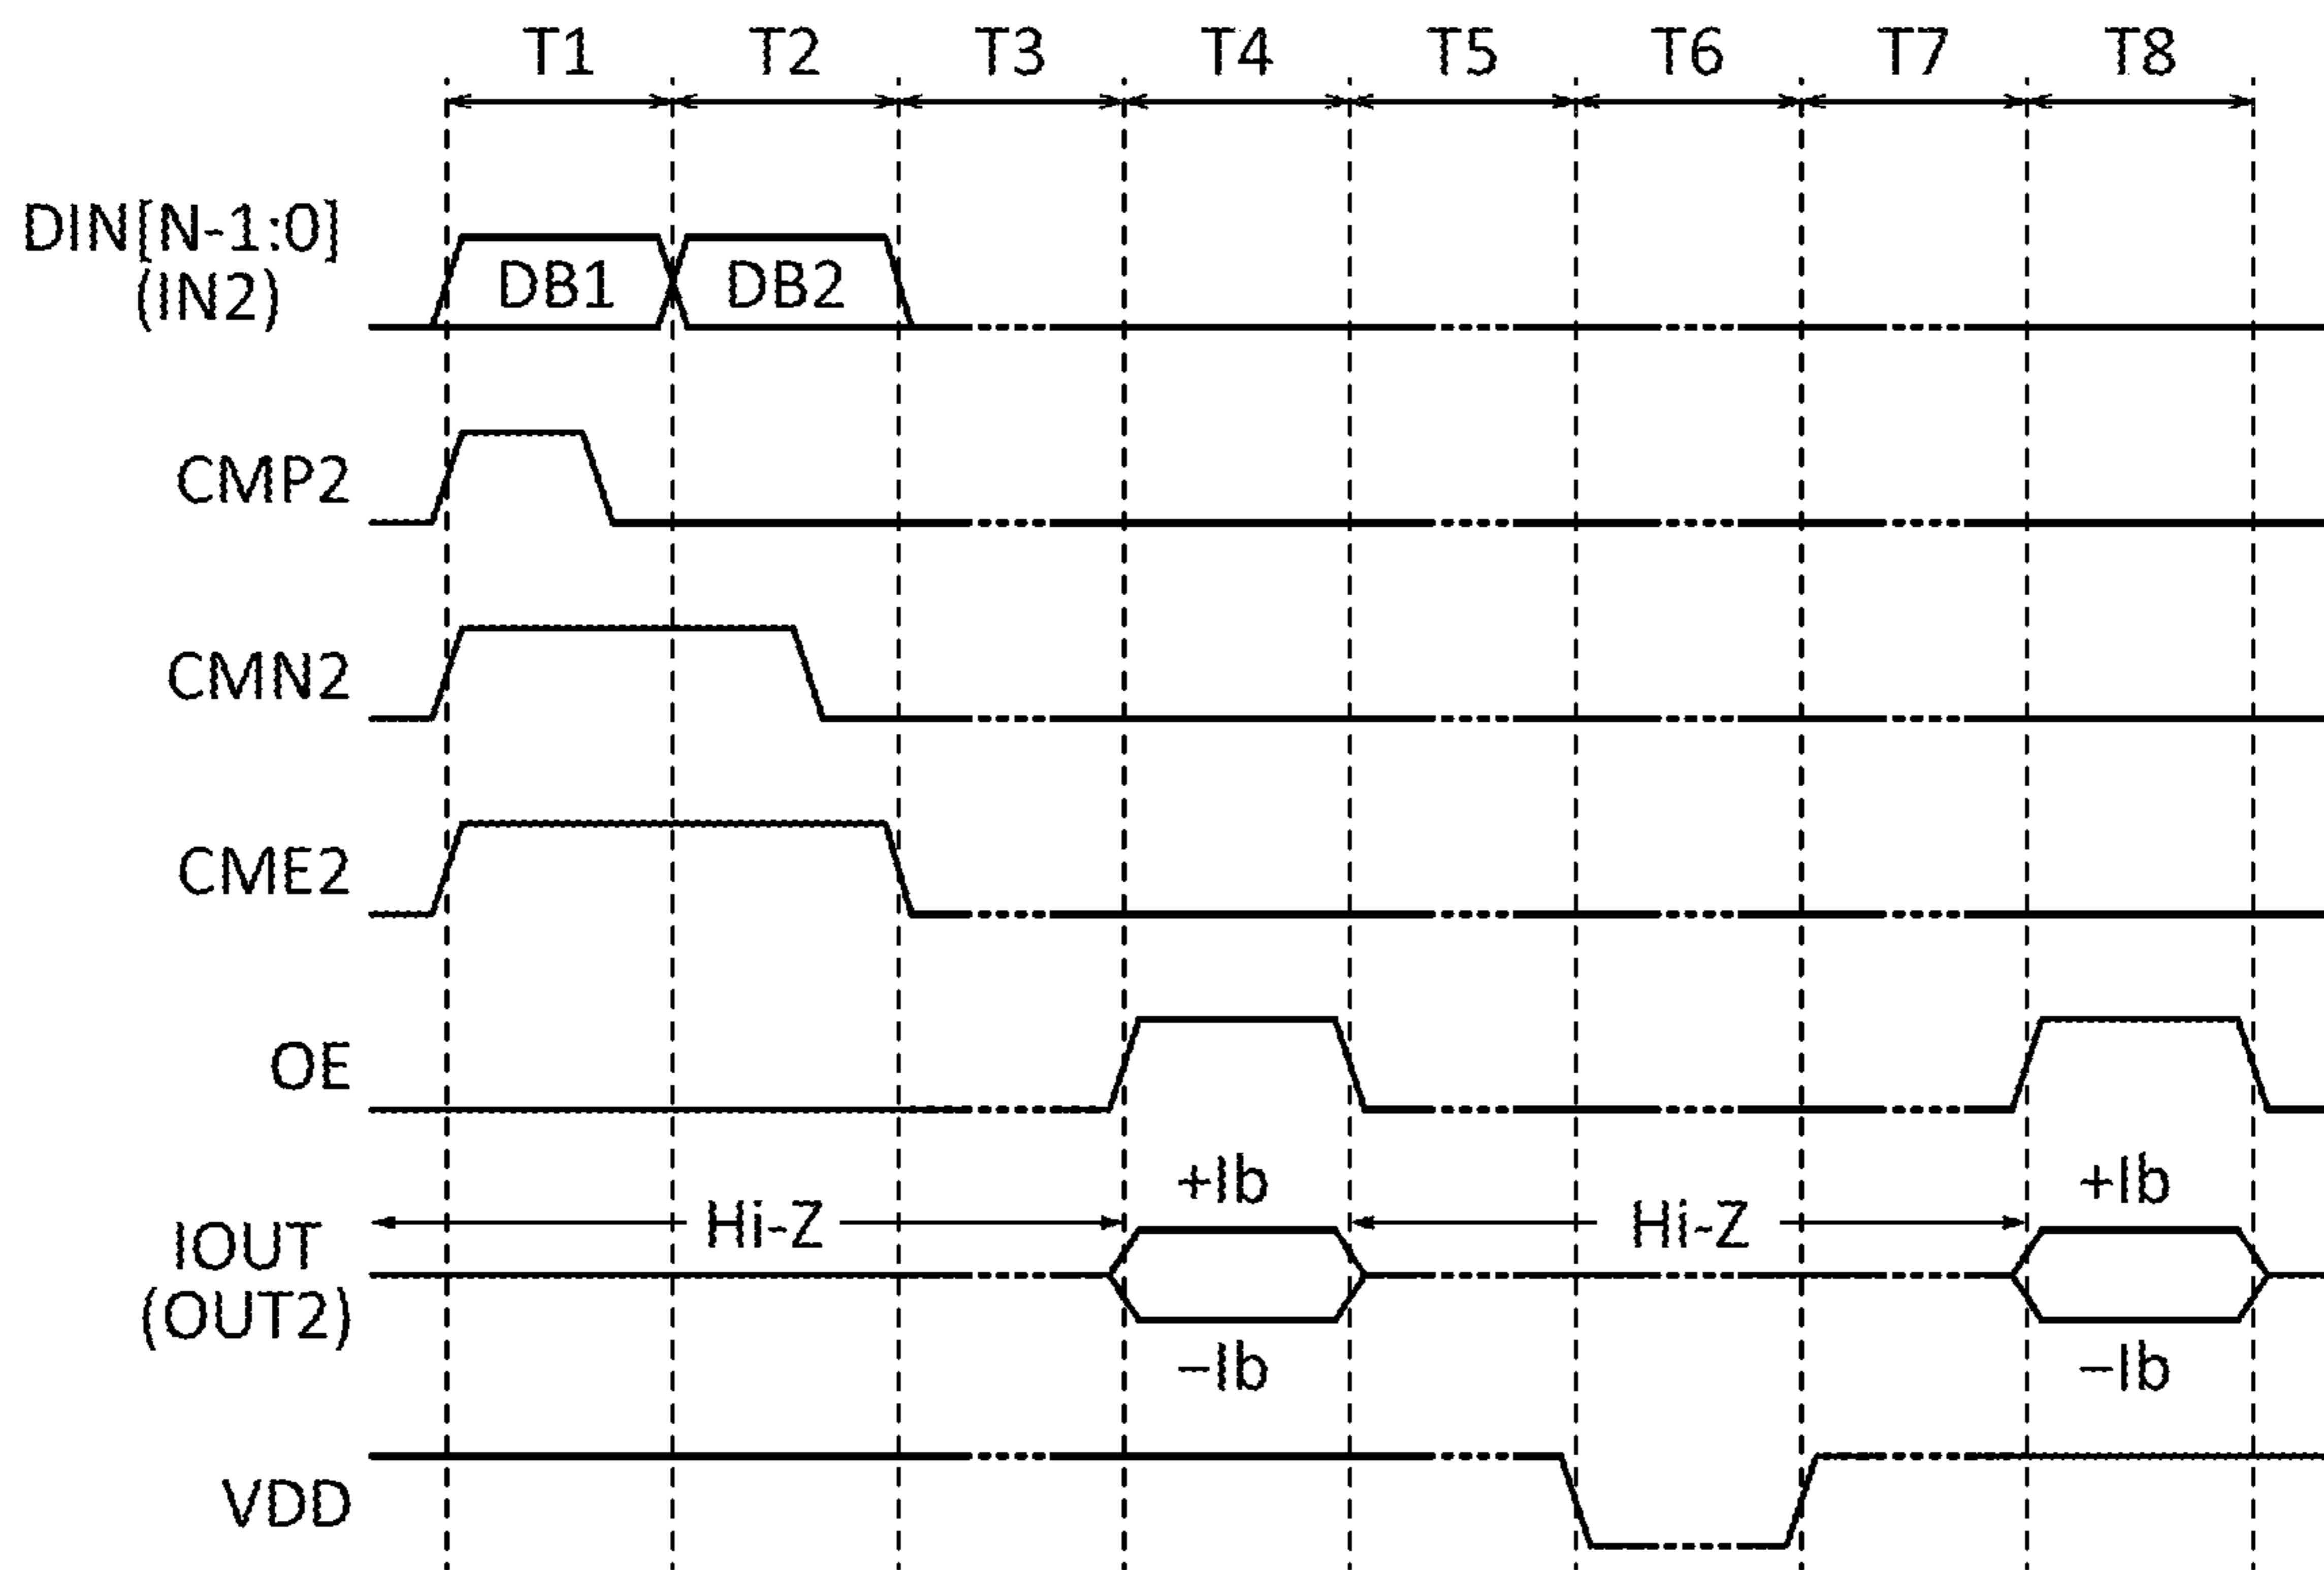 T1 T2 T3 T4 T5 T6 T7 T8
DIN[N-1:0]
(IN2)
DB1 DB2
CMP2
CMN2
CME2
OE
+Ib +Ib
Hi-Z Hi-Z
IOUT
(OUT2)
−Ib −Ib
VDD